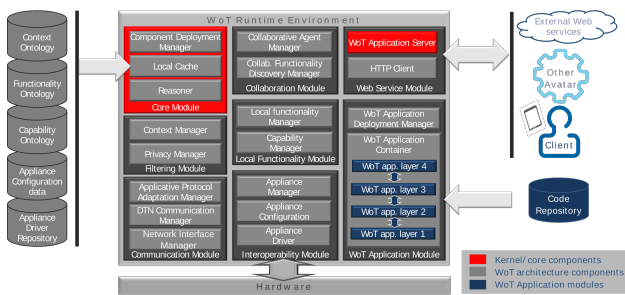 WoT Runtime Environment
Context
Ontology
Functionality
Ontology
Capability
Ontology
Appliance
Configuration
data
Appliance
Driver
Repository
Component Deployment
Manager
Local Cache
Reasoner
Core Module
Context Manager
Privacy Manager
Filtering Module
Applicative Protocol
Adaptation Manager
DTN Communication
Manager
Network Interface
Manager
Communication Module
Collaborative Agent
Manager
Collab. Functionality
Discovery Manager
Collaboration Module
Local functionality
Manager
Capability
Manager
Local Functionality Module
Appliance
Manager
Appliance
Configuration
Appliance
Driver
Interoperability Module
WoT Application Server
HTTP Client
Web Service Module
WoT Application
Deployment Manager
WoT Application
Container
WoT app. layer 4
WoT app. layer 3
WoT app. layer 2
WoT app. layer 1
WoT Application Module
Hardware
External Web
services
Other
Avatar
Client
Code
Repository
Kernel/ core components
WoT architecture components
WoT Application modules